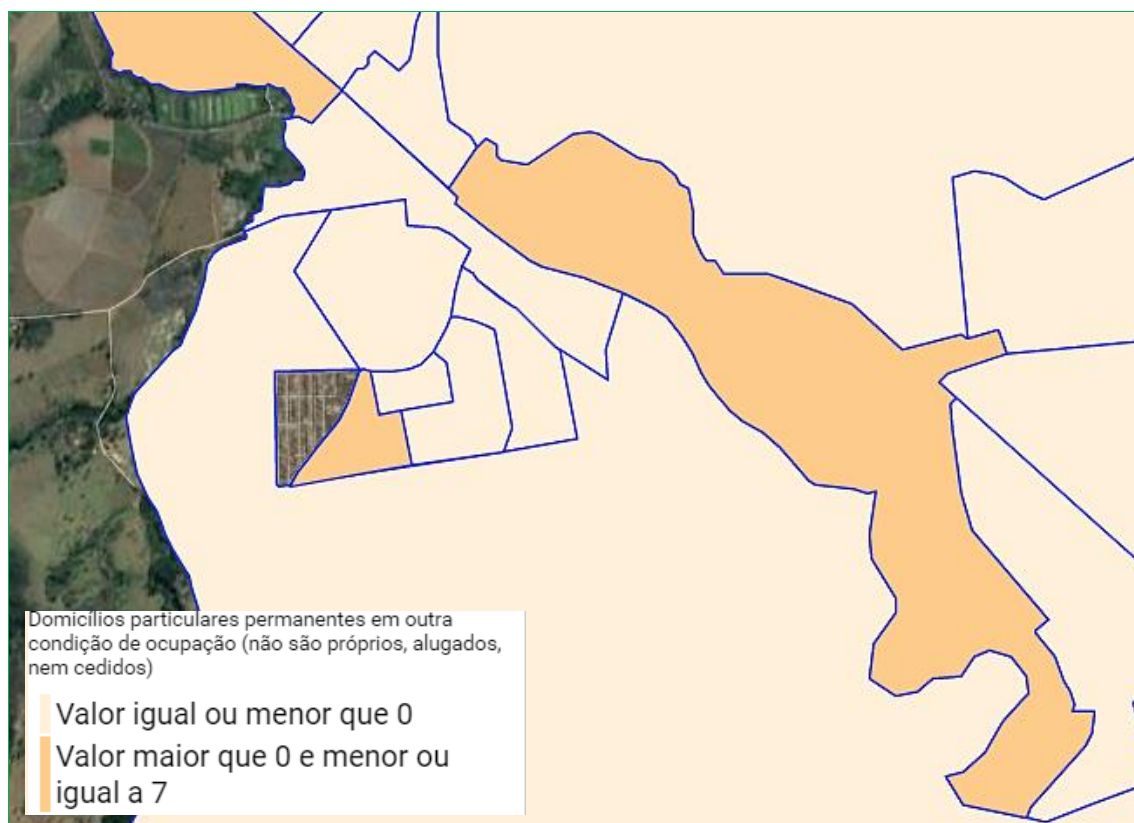 Domicílios particulares permanentes em outra
condição de ocupação (não são próprios, alugados,
nem cedidos)
Valor igual ou menor que 0
Valor maior que 0 e menor ou
igual a 7